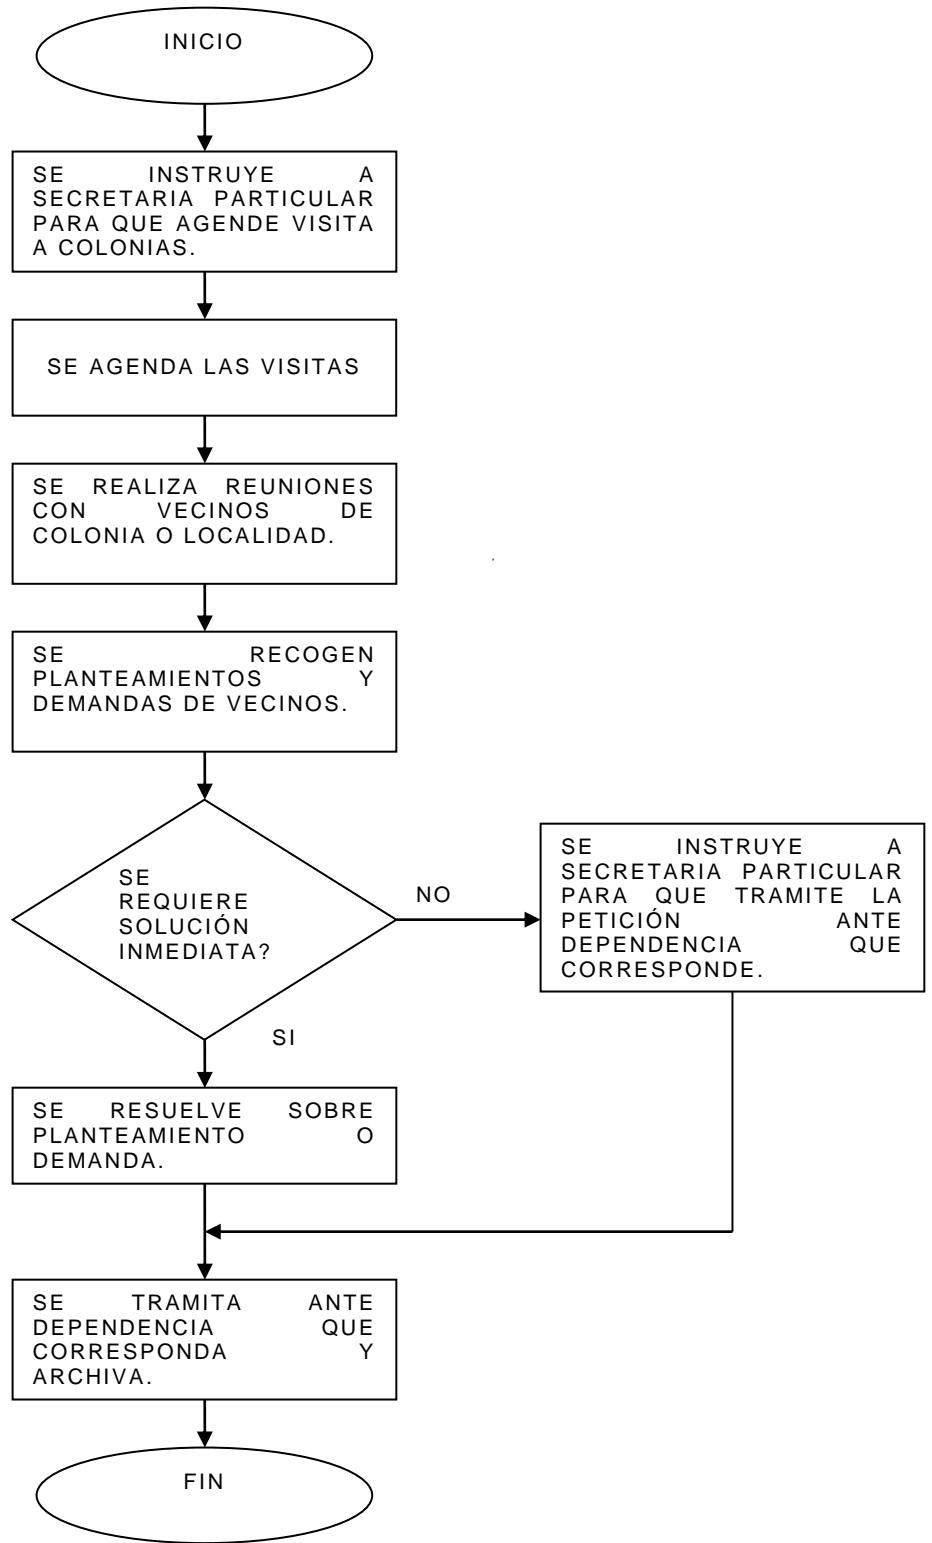 INICIO
SE INSTRUYE A
SECRETARIA PARTICULAR
PARA QUE AGENDE VISITA
A COLONIAS.
SE AGENDA LAS VISITAS
SE REALIZA REUNIONES
CON VECINOS DE
COLONIA O LOCALIDAD.
SE RECOGEN
PLANTEAMIENTOS Y
DEMANDAS DE VECINOS.
SE
REQUIERE
SOLUCIÓN
INMEDIATA?
NO
SE INSTRUYE A
SECRETARIA PARTICULAR
PARA QUE TRAMITE LA
PETICIÓN ANTE
DEPENDENCIA QUE
CORRESPONDE.
SI
SE RESUELVE SOBRE
PLANTEAMIENTO O
DEMANDA.
SE TRAMITA ANTE
DEPENDENCIA QUE
CORRESPONDA Y
ARCHIVA.
FIN